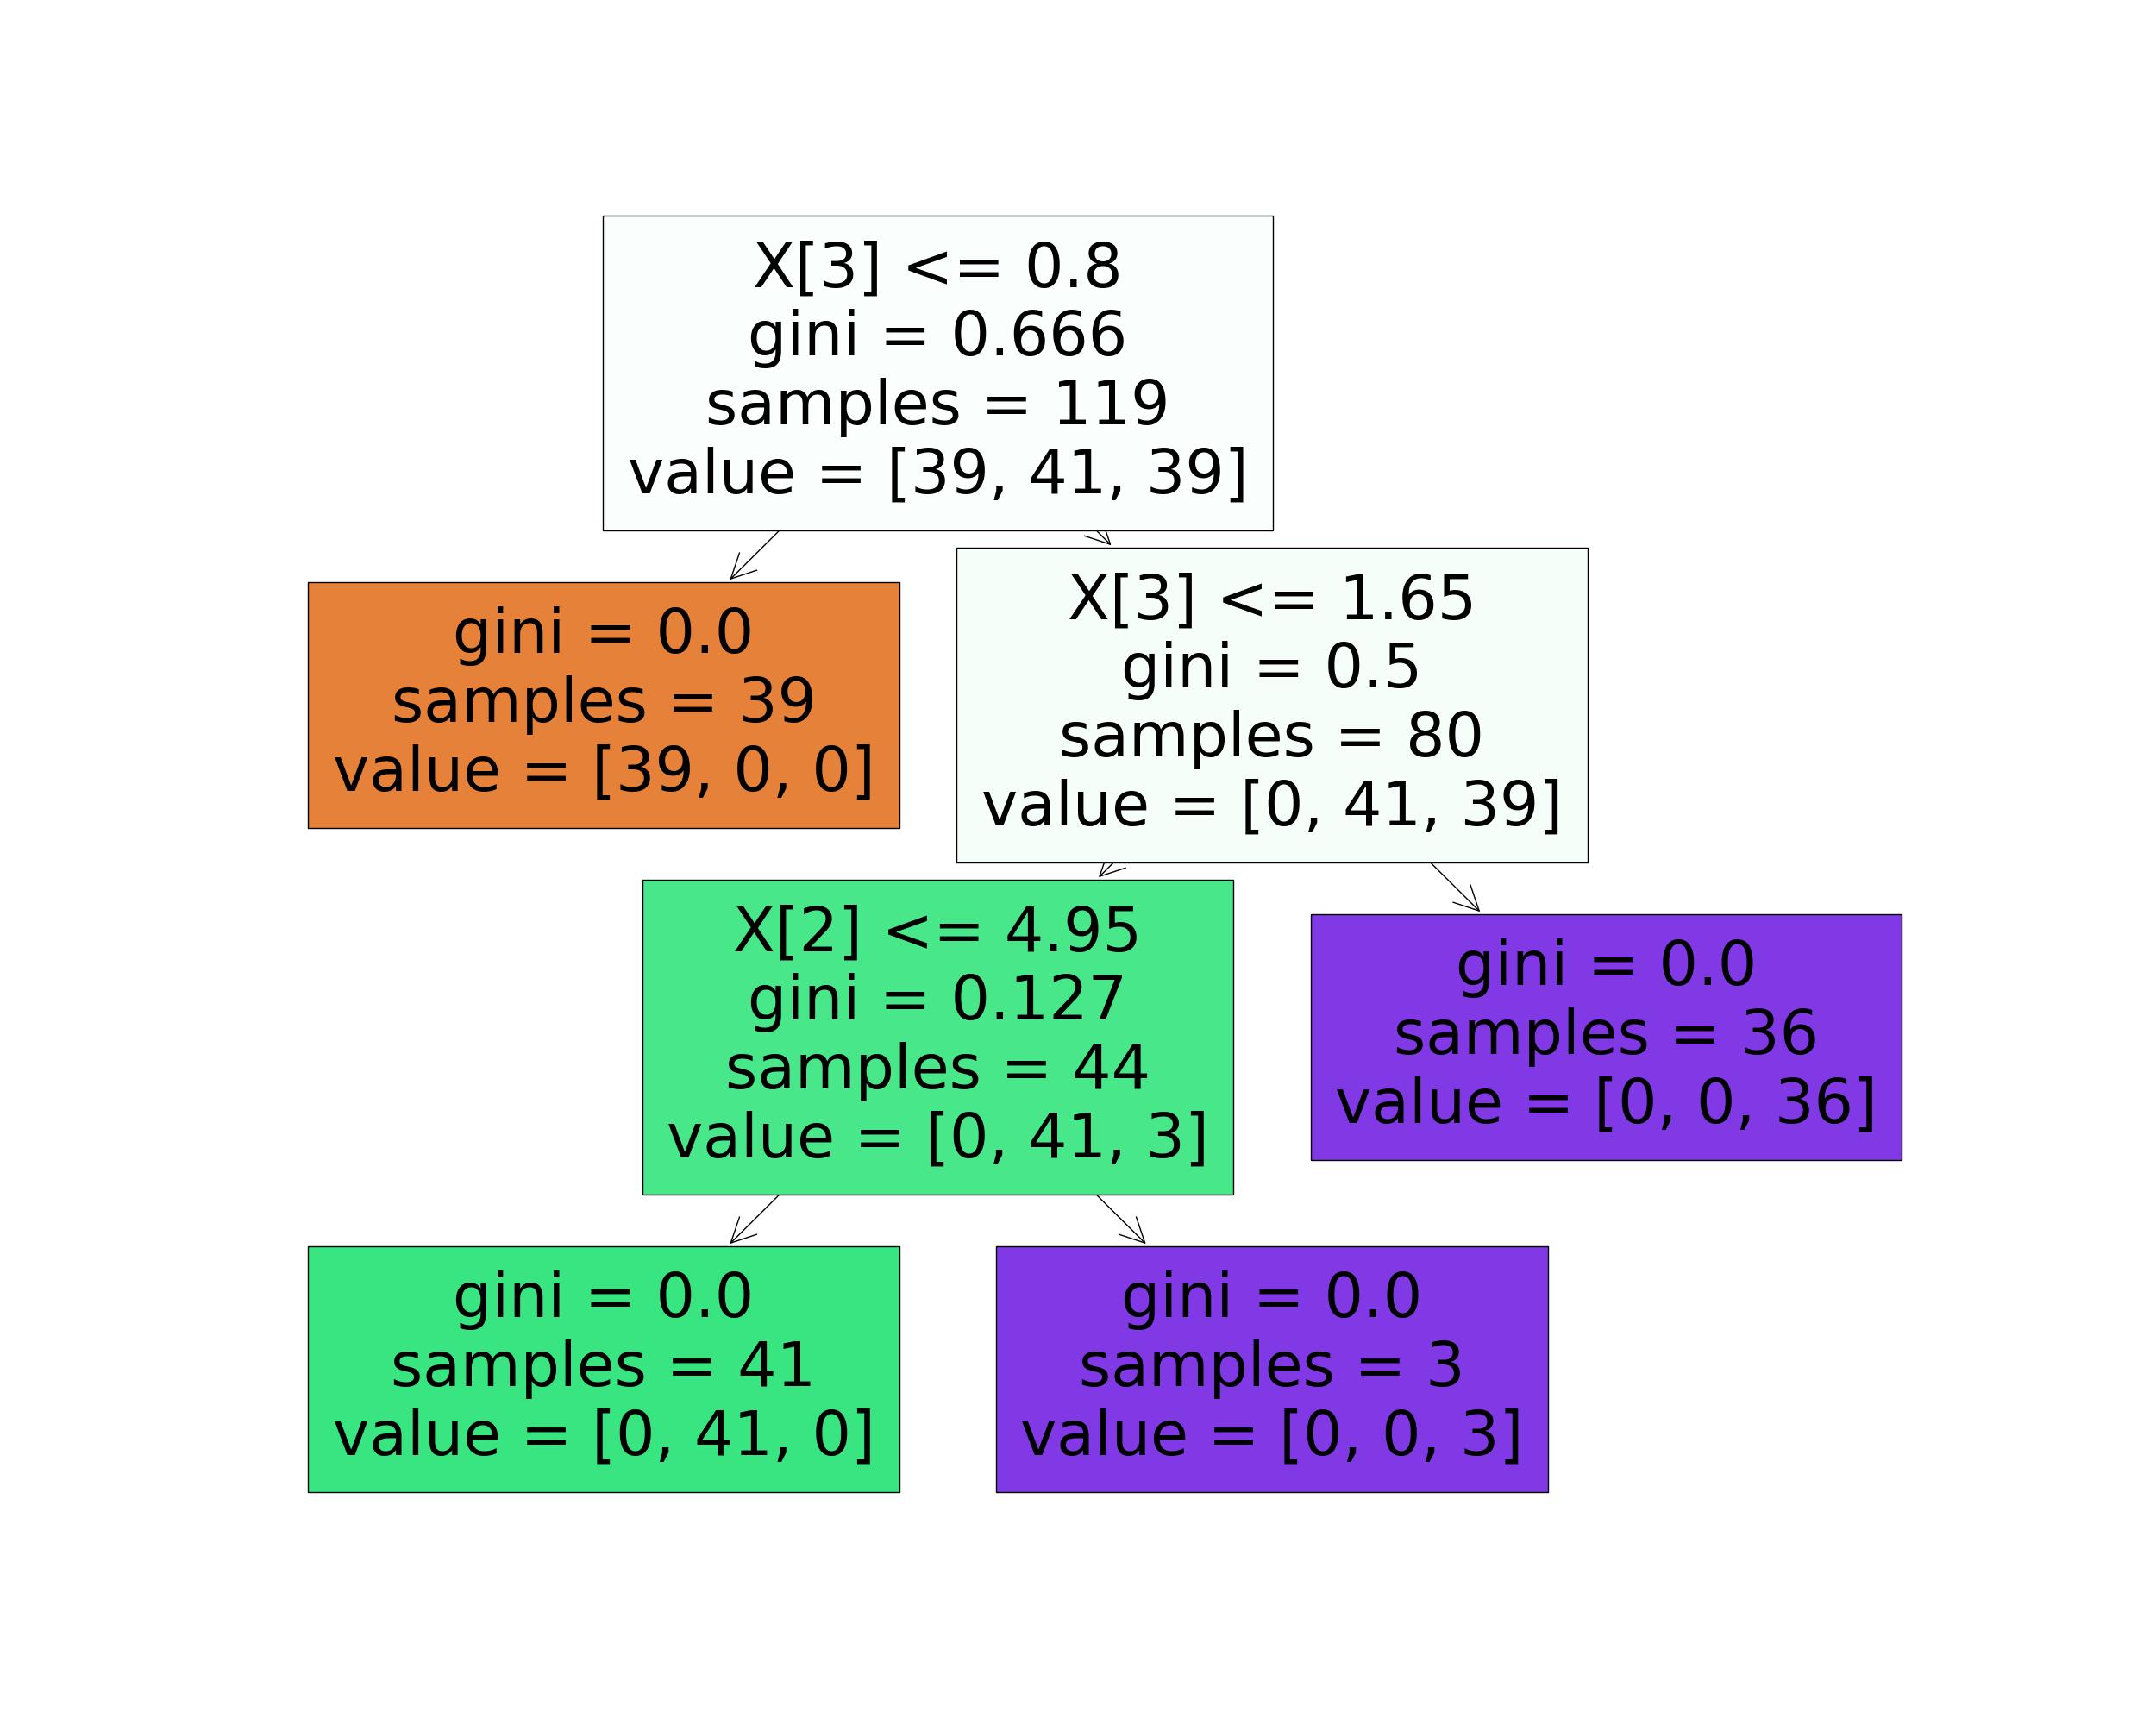 X[3] <= 0.8
gini = 0.666
samples = 119
value = [39, 41, 39]
gini = 0.0
samples = 39
value = [39, 0, 0]
X[3] <= 1.65
gini = 0.5
samples = 80
value = [0, 41, 39]
X[2] <= 4.95
gini = 0.127
samples = 44
value = [0, 41, 3]
gini = 0.0
samples = 36
value = [0, 0, 36]
gini = 0.0
samples = 41
value = [0, 41, 0]
gini = 0.0
samples = 3
value = [0, 0, 3]